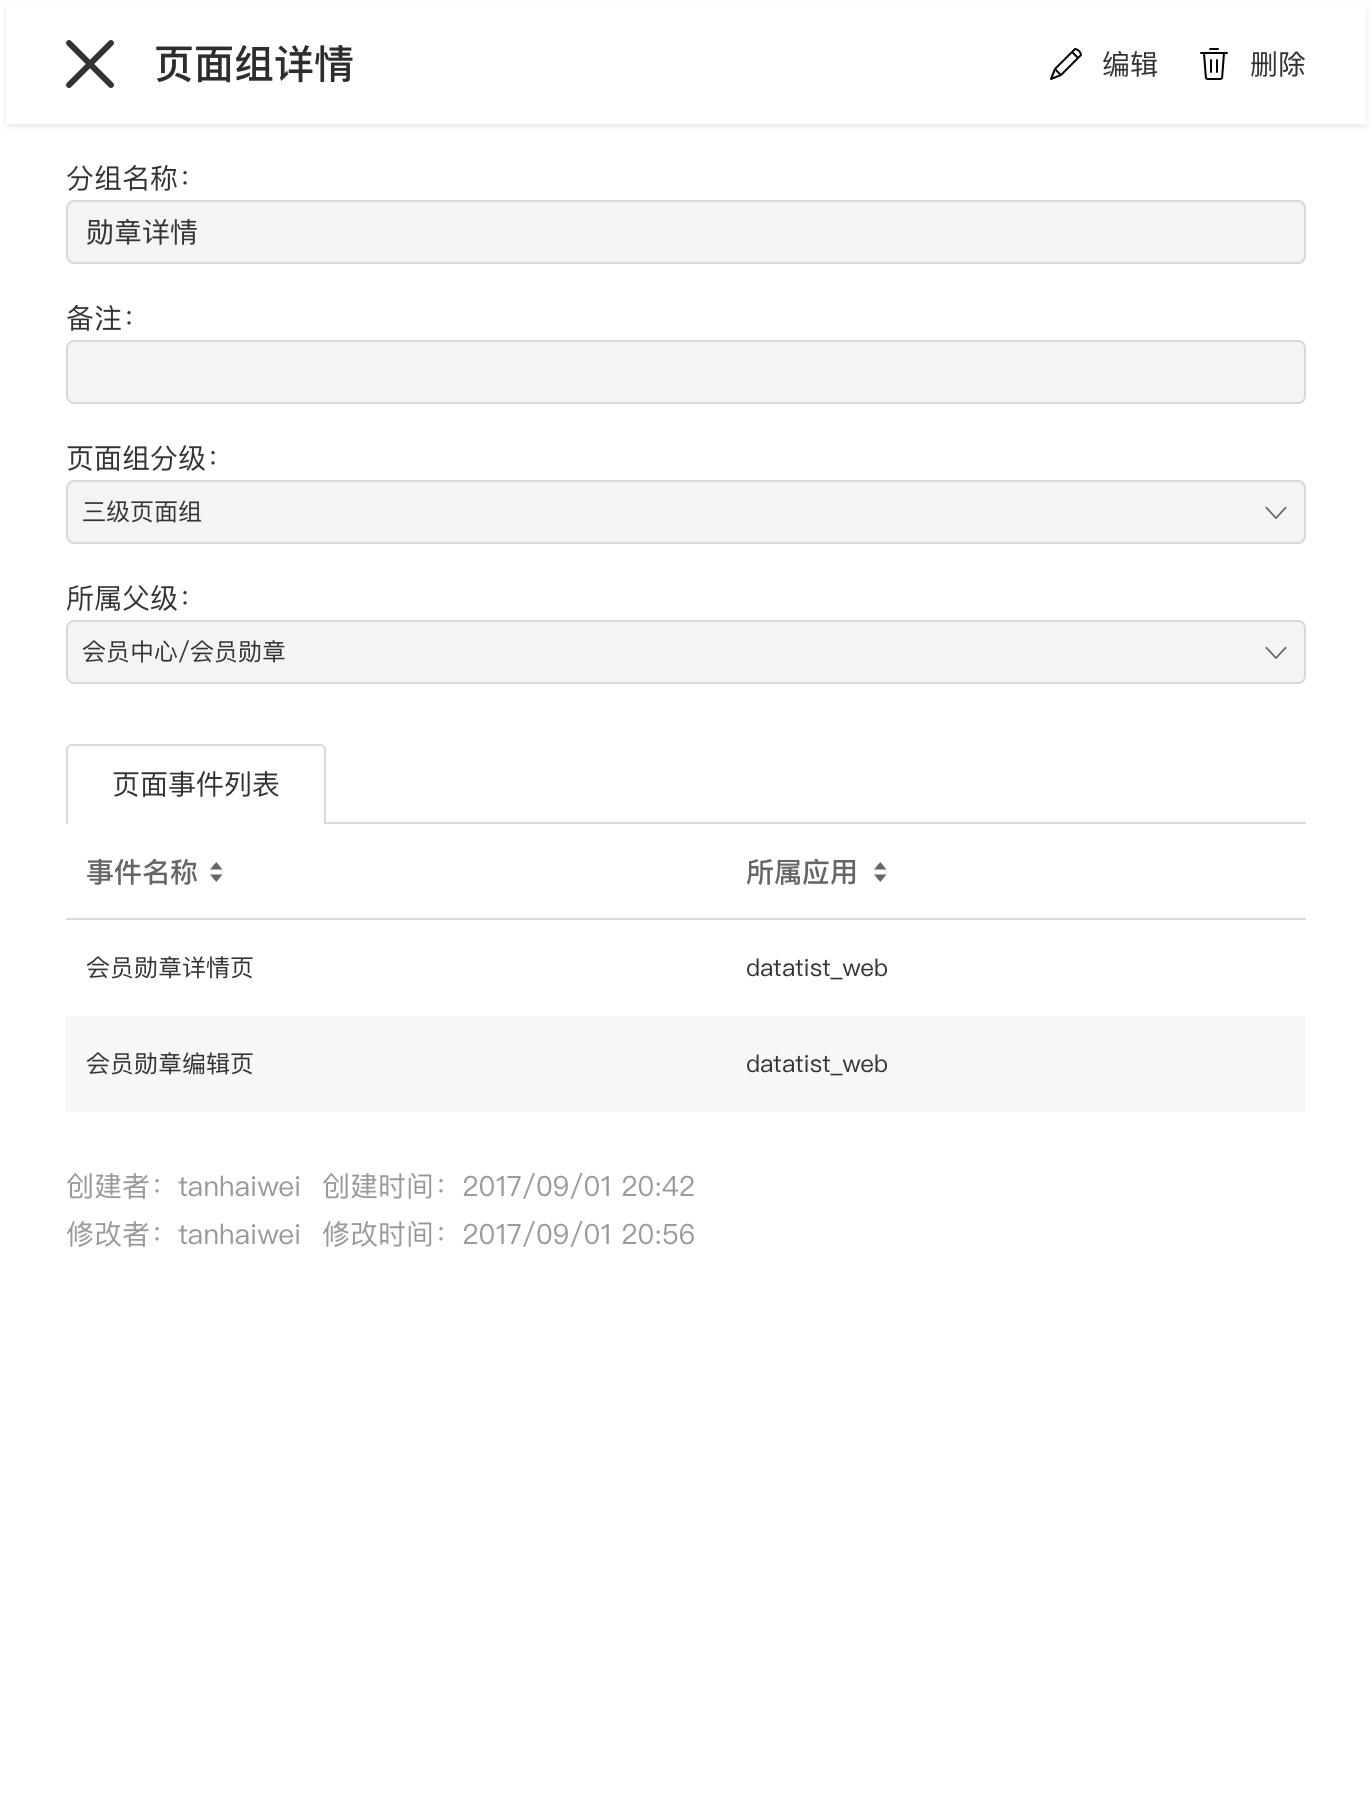 页面组详情 编辑 删除
分组名称：
勋章详情
备注：
页面组分级：
三级页面组
所属父级：
会员中心/会员勋章
页面事件列表
事件名称 所属应用
会员勋章详情页 datatist_web
会员勋章编辑页 datatist_web
创建者：tanhaiwei 创建时间：2017/09/01 20:42
修改者：tanhaiwei 修改时间：2017/09/01 20:56